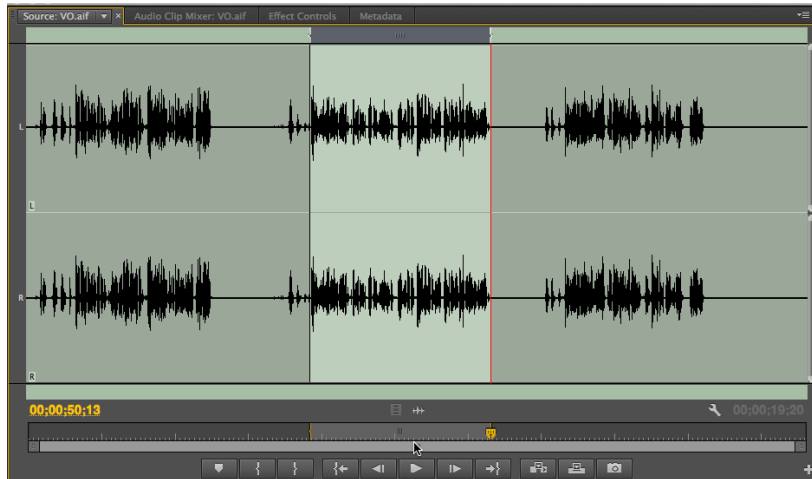 Source: VO.aif Audio Clip Mixer: VO.aif Effect Controls Metadata
L
L
R
R
00;00;50;13 00;00;19;20